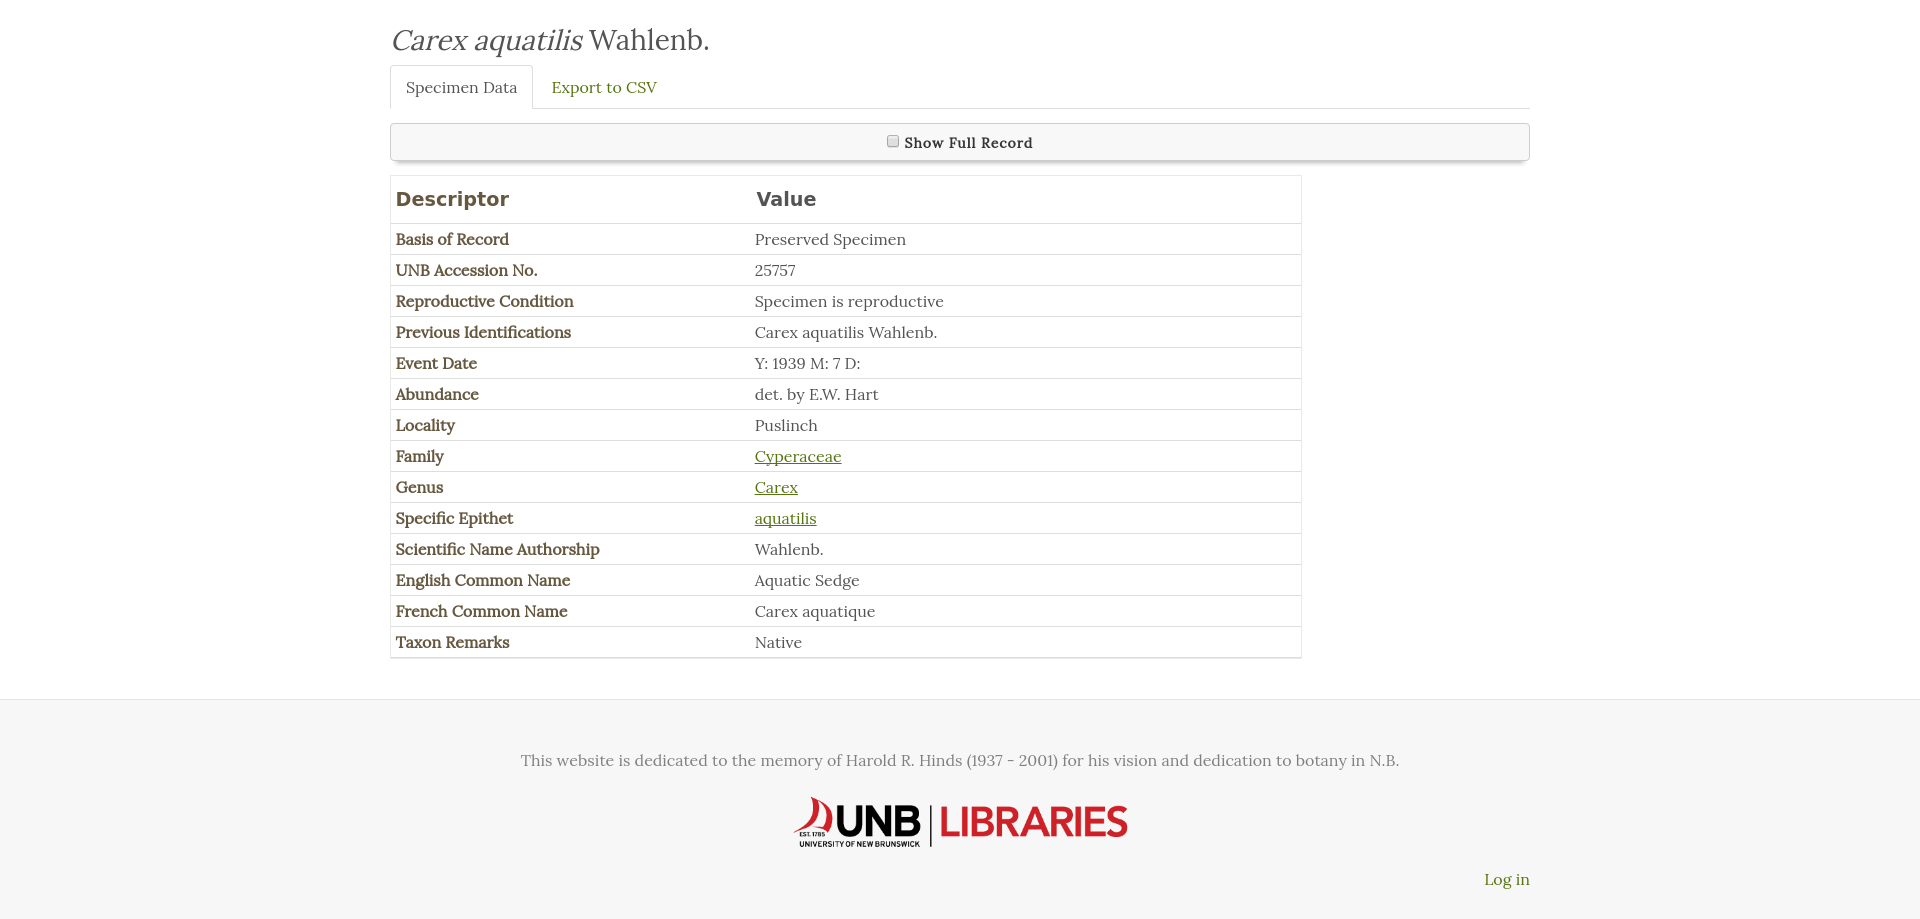 Carex aquatilis Wahlenb.
Specimen Data Export to CSV
Show Full Record
Descriptor Value
Basis of Record Preserved Specimen
UNB Accession No. 25757
Reproductive Condition Specimen is reproductive
Previous Identifications Carex aquatilis Wahlenb.
Event Date Y: 1939 M: 7 D:
Abundance det. by E.W. Hart
Locality Puslinch
Family Cyperaceae
Genus Carex
Specific Epithet aquatilis
Scientific Name Authorship Wahlenb.
English Common Name Aquatic Sedge
French Common Name Carex aquatique
Taxon Remarks Native
This website is dedicated to the memory of Harold R. Hinds (1937 - 2001) for his vision and dedication to botany in N.B.
UNB LIBRARIES
EST. 1785
UNIVERSITY OF NEW BRUNSWICK
Log in